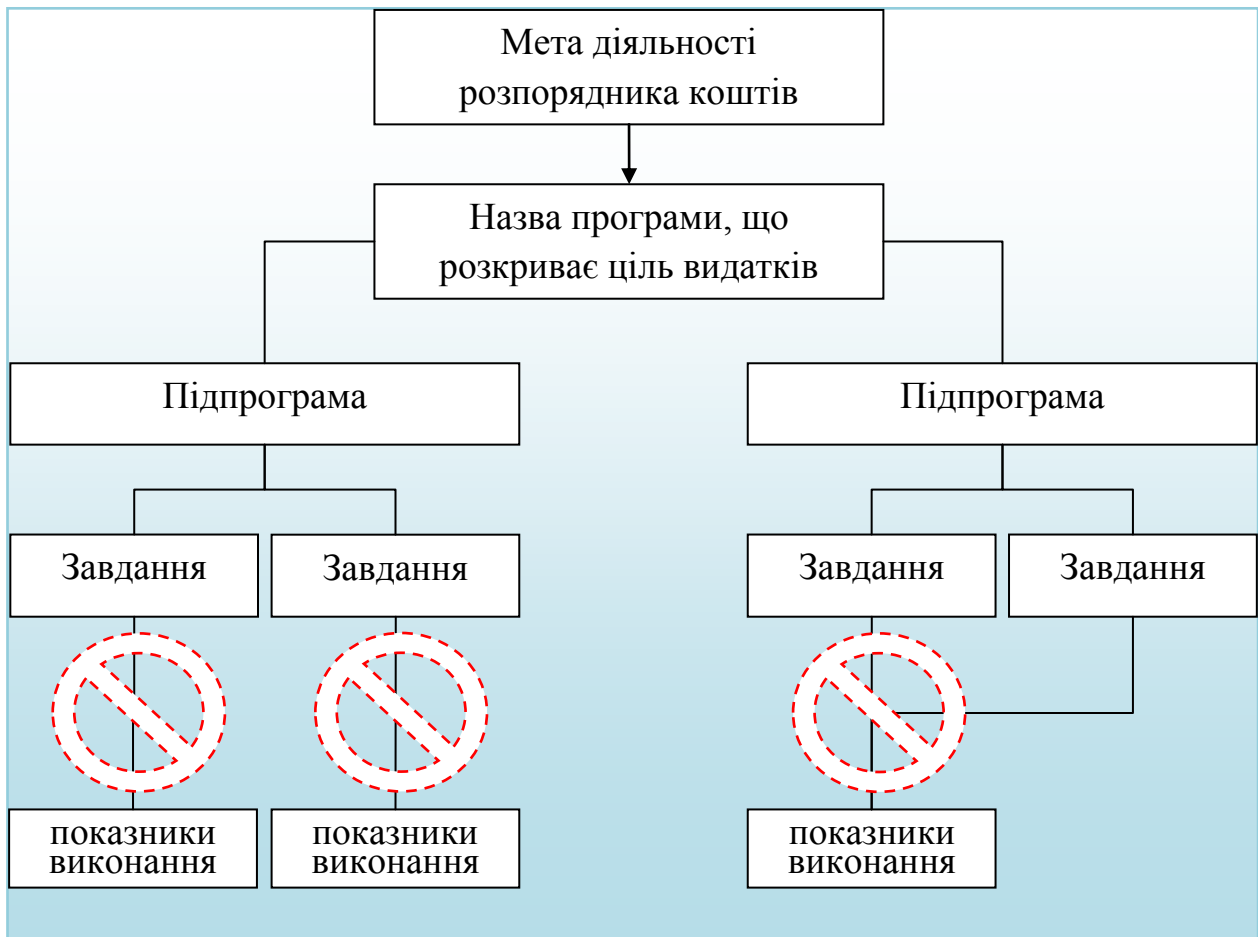 Мета діяльності
розпорядника коштів
Назва програми, що
розкриває ціль видатків
Підпрограма
Підпрограма
Завдання
Завдання
Завдання
Завдання
показники
виконання
показники
виконання
показники
виконання